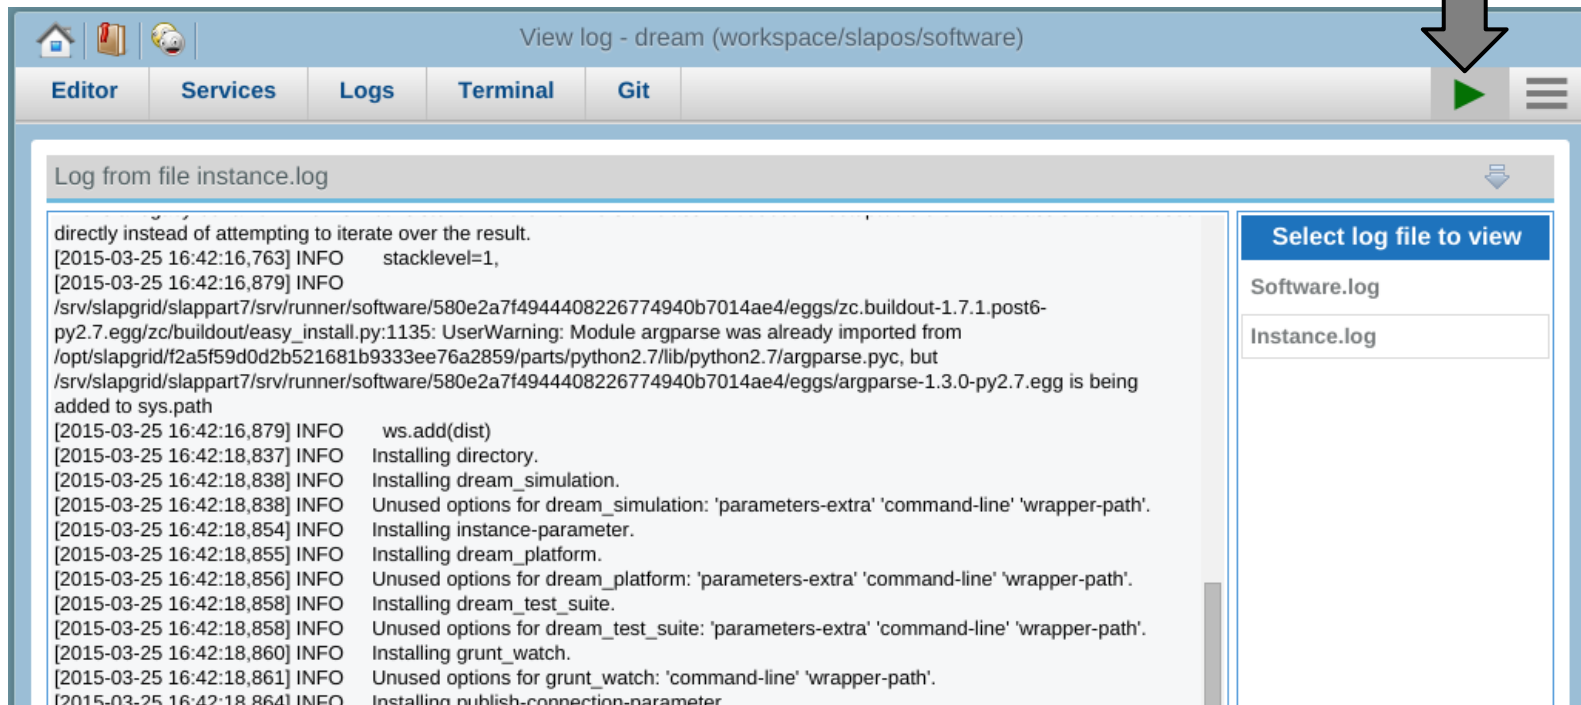 View log - dream (workspace/slapos/software)
Editor
Services
Logs
Terminal
Git
Log from file instance.log
directly instead of attempting to iterate over the result.
[2015-03-25 16:42:16,763] INFO stacklevel=1,
[2015-03-25 16:42:16,879] INFO
/srv/slapgrid/slappart7/srv/runner/software/580e2a7f4944408226774940b7014ae4/eggs/zc.buildout-1.7.1.post6-
py2.7.egg/zc/buildout/easy_install.py:1135: UserWarning: Module argparse was already imported from
/opt/slapgrid/f2a5f59d0d2b521681b9333ee76a2859/parts/python2.7/lib/python2.7/argparse.pyc, but
/srv/slapgrid/slappart7/srv/runner/software/580e2a7f4944408226774940b7014ae4/eggs/argparse-1.3.0-py2.7.egg is being
added to sys.path
[2015-03-25 16:42:16,879] INFO ws.add(dist)
[2015-03-25 16:42:18,837] INFO Installing directory.
[2015-03-25 16:42:18,838] INFO Installing dream_simulation.
[2015-03-25 16:42:18,838] INFO Unused options for dream_simulation: 'parameters-extra' 'command-line' 'wrapper-path'.
[2015-03-25 16:42:18,854] INFO Installing instance-parameter.
[2015-03-25 16:42:18,855] INFO Installing dream_platform.
[2015-03-25 16:42:18,856] INFO Unused options for dream_platform: 'parameters-extra' 'command-line' 'wrapper-path'.
[2015-03-25 16:42:18,858] INFO Installing dream_test_suite.
[2015-03-25 16:42:18,858] INFO Unused options for dream_test_suite: 'parameters-extra' 'command-line' 'wrapper-path'.
[2015-03-25 16:42:18,860] INFO Installing grunt_watch.
[2015-03-25 16:42:18,861] INFO Unused options for grunt_watch: 'command-line' 'wrapper-path'.
[2015-03-25 16:42:18,864] INFO Installing publish-connection-parameter
Select log file to view
Software.log
Instance.log